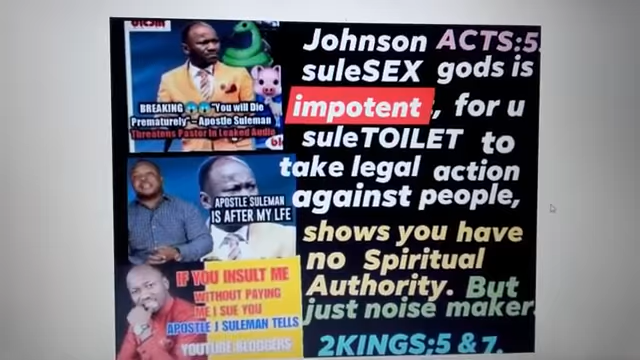 BREAKING "You will Die
Prematurely" - Apostle Suleman
Threatens Pastor In Leaked Audio
APOSTLE SULEMAN
IS AFTER MY LFE
IF YOU INSULT ME
WITHOUT PAYING
ME I SUE YOU
APOSTLE J SULEMAN TELLS
YOUTUBE BLOGGERS
Johnson ACTS:5
suleSEX gods is
impotent, for u
suleTOILET to
take legal action
against people,
shows you have
no Spiritual
Authority. But
just noise maker.
2KINGS:5 & 7.